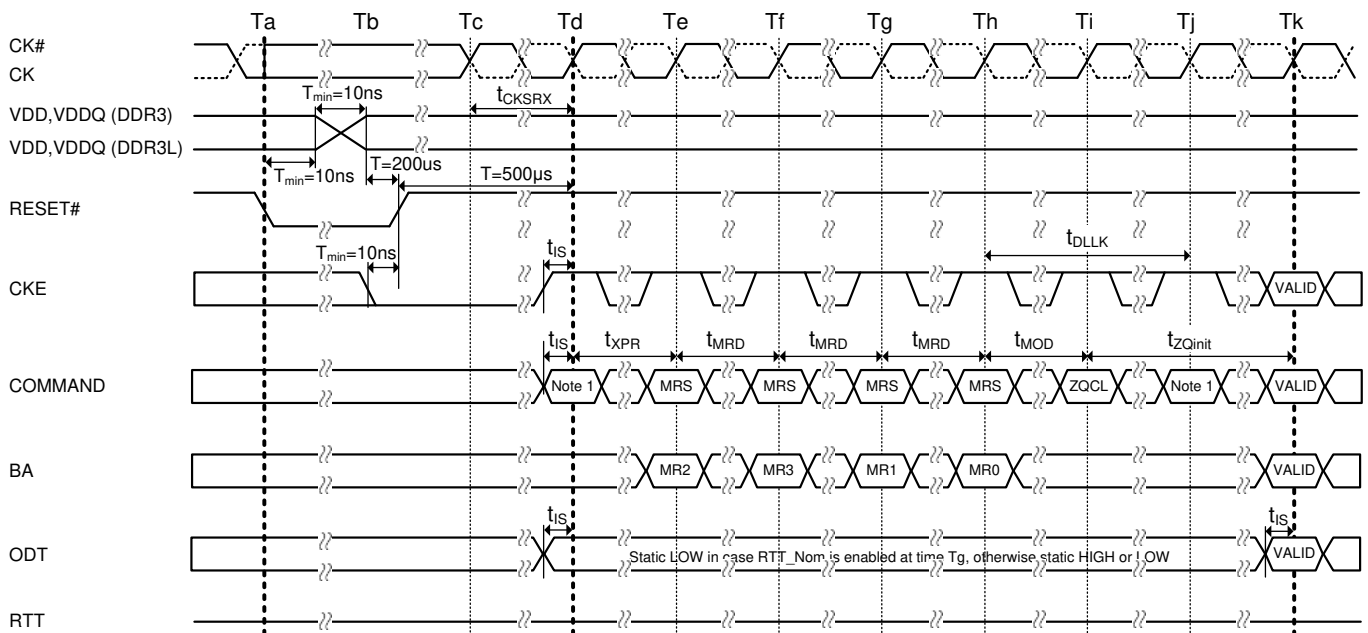 Ta Tb Tc Td Te Tf Tg Th Ti Tj Tk
CK#
CK
Tmin=10ns
tCKSRX
VDD,VDDQ (DDR3)
VDD,VDDQ (DDR3L)
Tmin=10ns
T=200us
T=500µs
RESET#
Tmin=10ns
tIS
tDLLK
CKE
VALID
tIS tXPR tMRD tMRD tMRD tMOD tZQinit
COMMAND
Note 1 MRS MRS MRS MRS ZQCL Note 1 VALID
BA
MR2 MR3 MR1 MR0 VALID
tIS
tIS
ODT
Static LOW in case RTT_Nom is enabled at time Tg, otherwise static HIGH or LOW
VALID
RTT